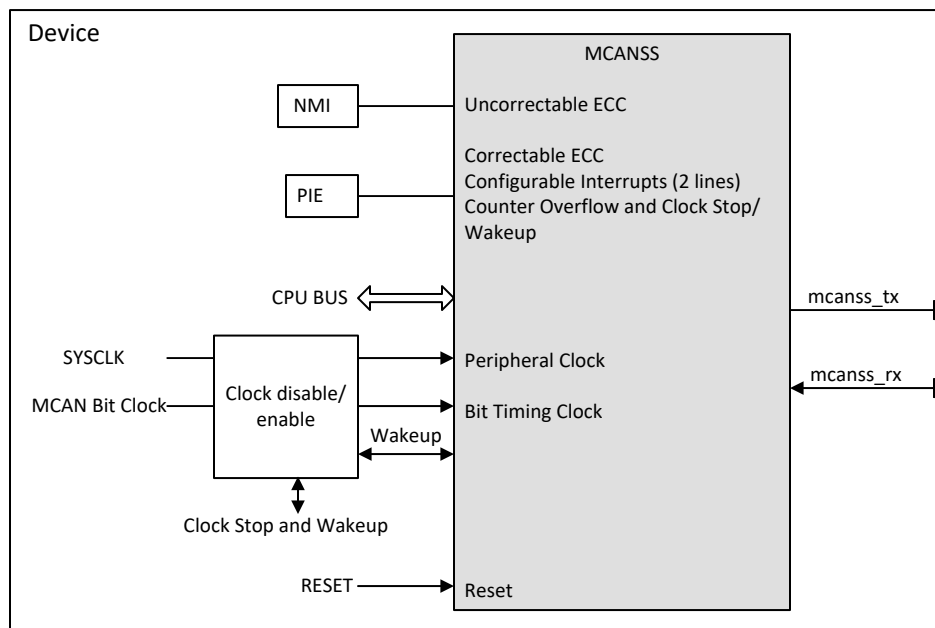 Device
MCANSS
NMI
Uncorrectable ECC
Correctable ECC
PIE
Configurable Interrupts (2 lines)
Counter Overflow and Clock Stop/
Wakeup
CPU BUS
mcanss_tx
SYSCLK
Peripheral Clock
mcanss_rx
MCAN Bit Clock
Clock disable/
enable
Bit Timing Clock
Wakeup
Clock Stop and Wakeup
RESET
Reset